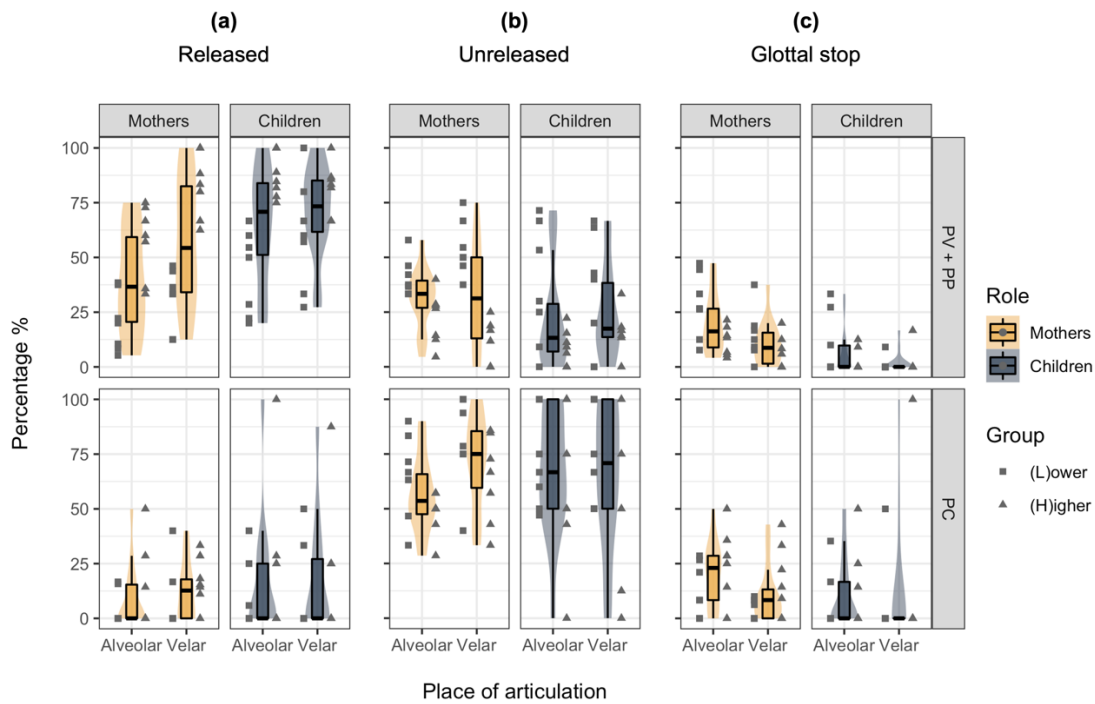 (a) (b) (c)
Released Unreleased Glottal stop
Mothers Children Mothers Children Mothers Children
100
75
50
25
0
PV + PP
100
75
50
25
0
PC
Percentage %
Alveolar Velar Alveolar Velar Alveolar Velar Alveolar Velar Alveolar Velar Alveolar Velar
Place of articulation
Role
Mothers
Children
Group
(L)ower
(H)igher